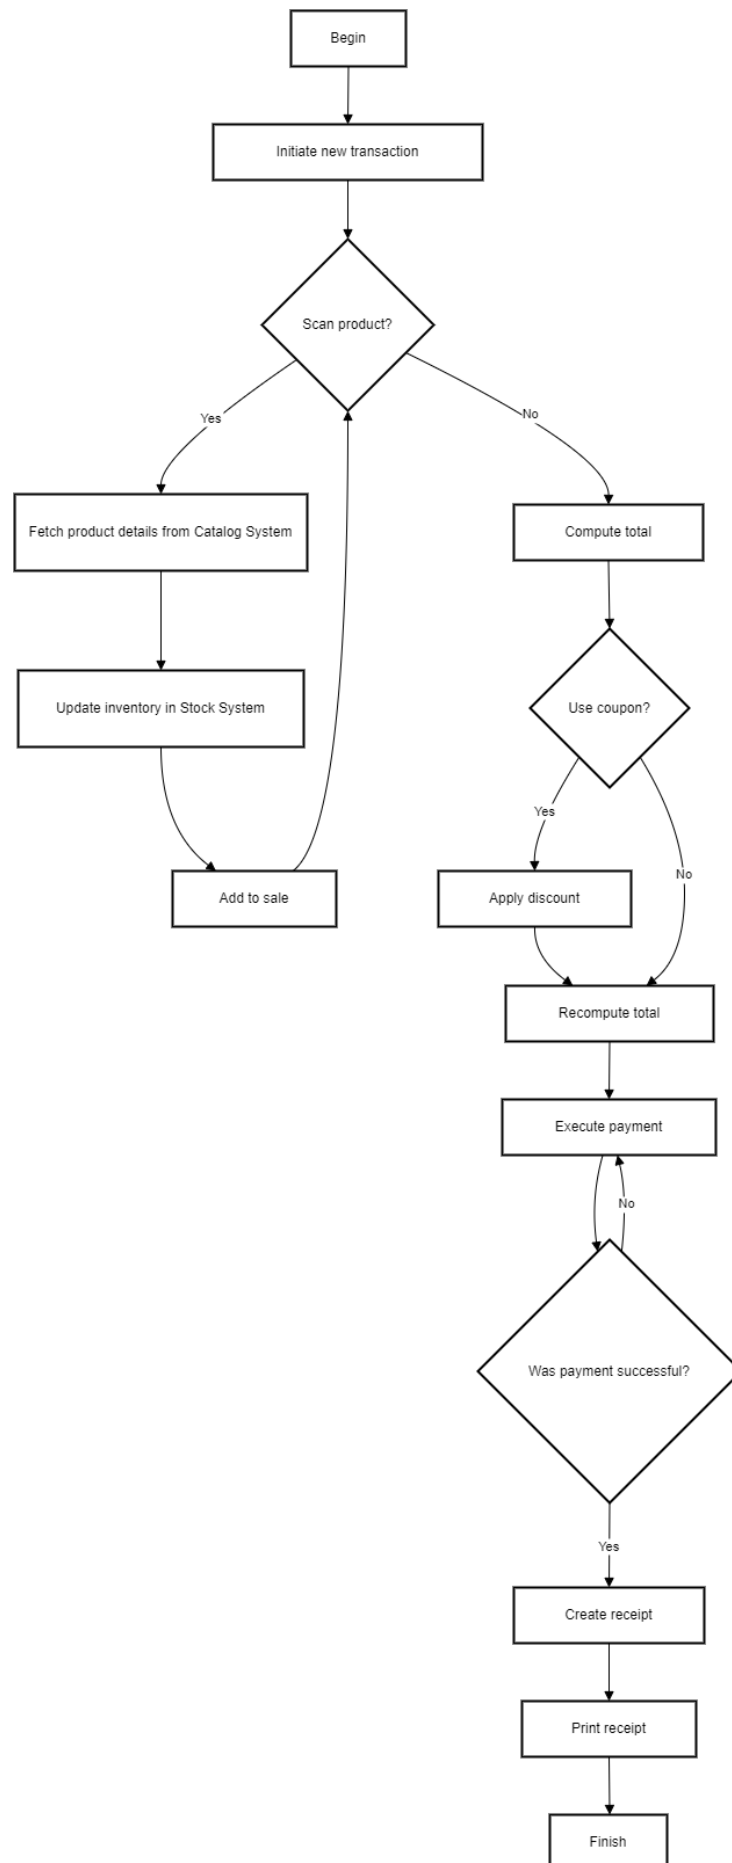 Begin
Initiate new transaction
Scan product?
Yes
No
Fetch product details from Catalog System
Compute total
Update inventory in Stock System
Use coupon?
Yes
No
Add to sale
Apply discount
Recompute total
Execute payment
No
Was payment successful?
Yes
Create receipt
Print receipt
Finish